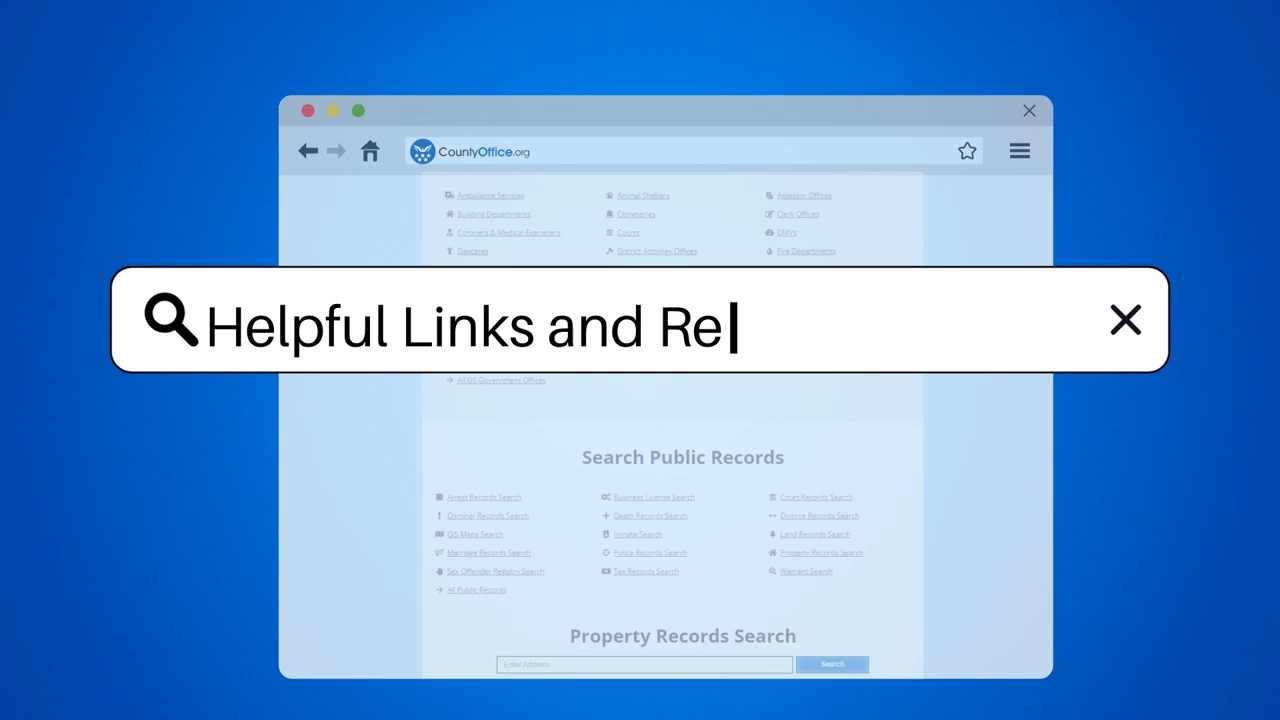 CountyOffice.org
Ambulance Services Animal Shelters Assessor Offices
Building Departments Cemeteries Clerk Offices
Coroners & Medical Examiners Courts DMVs
Daycares District Attorney Offices Fire Departments
Helpful Links and Re
All US Government Offices
Search Public Records
Arrest Records Search Business License Search Court Records Search
Criminal Records Search Death Records Search Divorce Records Search
GIS Maps Search Inmate Search Land Records Search
Marriage Records Search Police Records Search Property Records Search
Sex Offender Registry Search Tax Records Search Warrant Search
All Public Records
Property Records Search
Enter Address Search